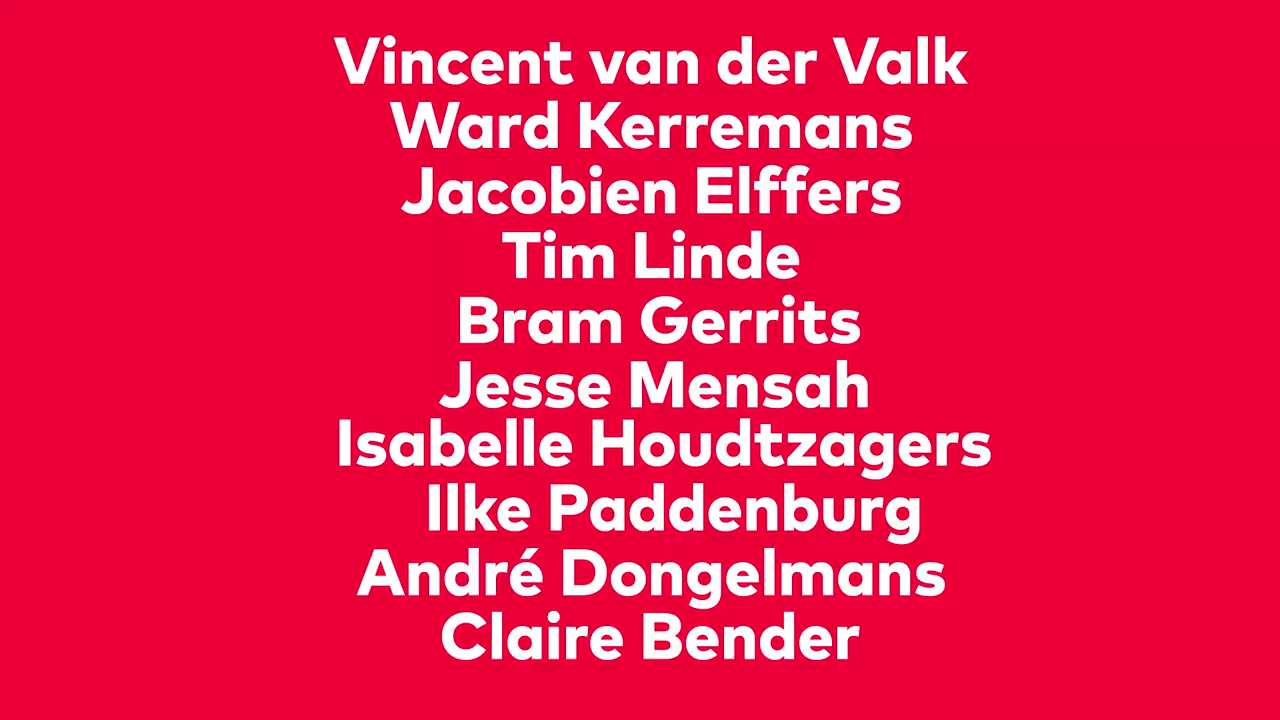 Vincent van der Valk
Ward Kerremans
Jacobien Elffers
Tim Linde
Bram Gerrits
Jesse Mensah
Isabelle Houdtzagers
Ilke Paddenburg
André Dongelmans
Claire Bender